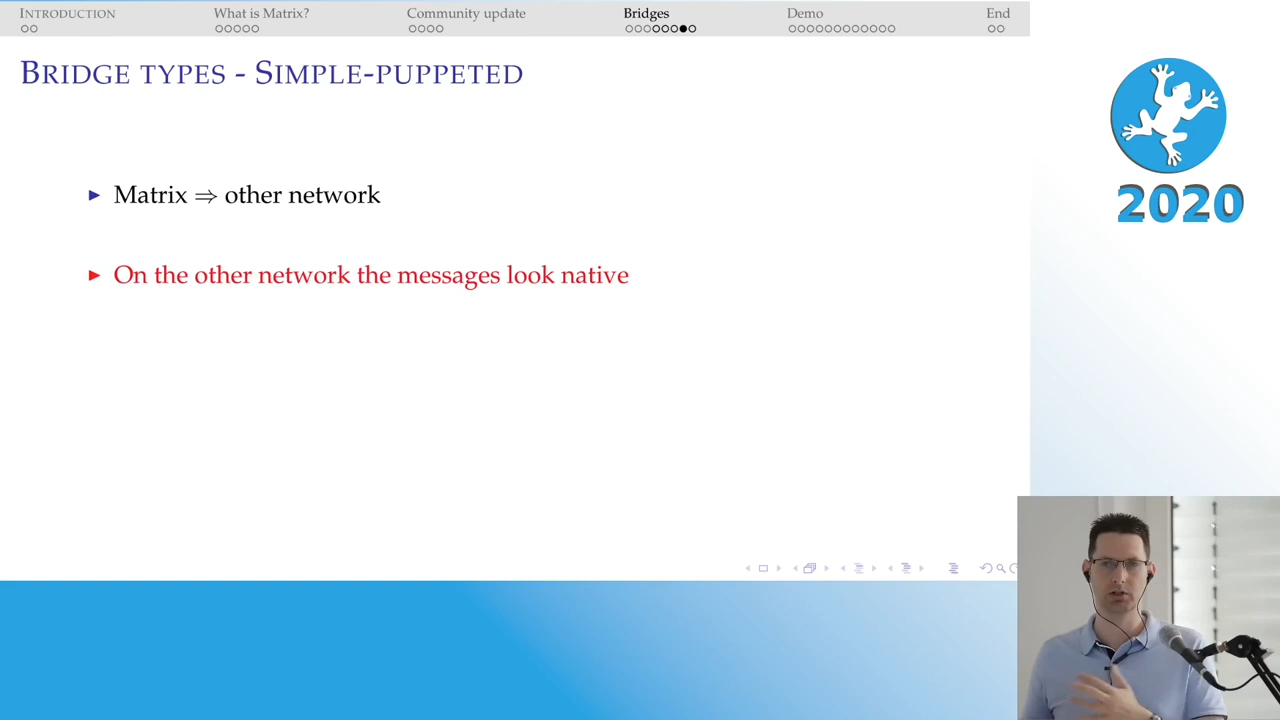 Introduction
What is Matrix?
Community update
Bridges
Demo
End
Bridge types - Simple-puppeted
Matrix ⇒ other network
On the other network the messages look native
2020